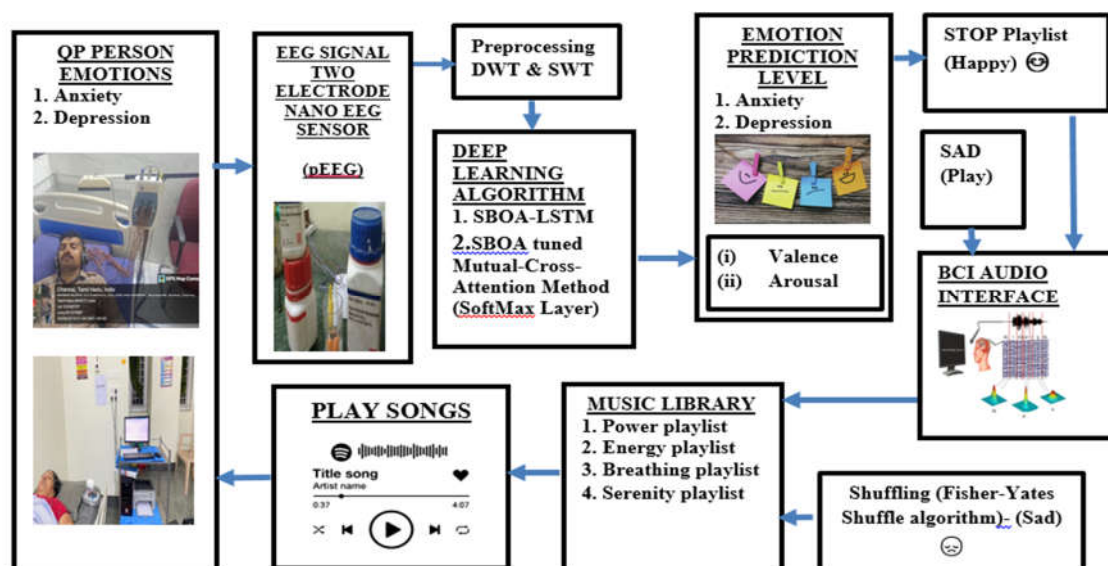 QP PERSON
EMOTIONS
1. Anxiety
2. Depression
Chennai, Tamil Nadu, India
EEG SIGNAL
TWO
ELECTRODE
NANO EEG
SENSOR
(pEEG)
Preprocessing
DWT & SWT
DEEP
LEARNING
ALGORITHM
1. SBOA-LSTM
2.SBOA tuned
Mutual-Cross-
Attention Method
(SoftMax Layer)
EMOTION
PREDICTION
LEVEL
1. Anxiety
2. Depression
(i) Valence
(ii) Arousal
STOP Playlist
(Happy)
SAD
(Play)
BCI AUDIO
INTERFACE
PLAY SONGS
Title song
Artist name
0:37 4:07
MUSIC LIBRARY
1. Power playlist
2. Energy playlist
3. Breathing playlist
4. Serenity playlist
Shuffling (Fisher-Yates
Shuffle algorithm)- (Sad)